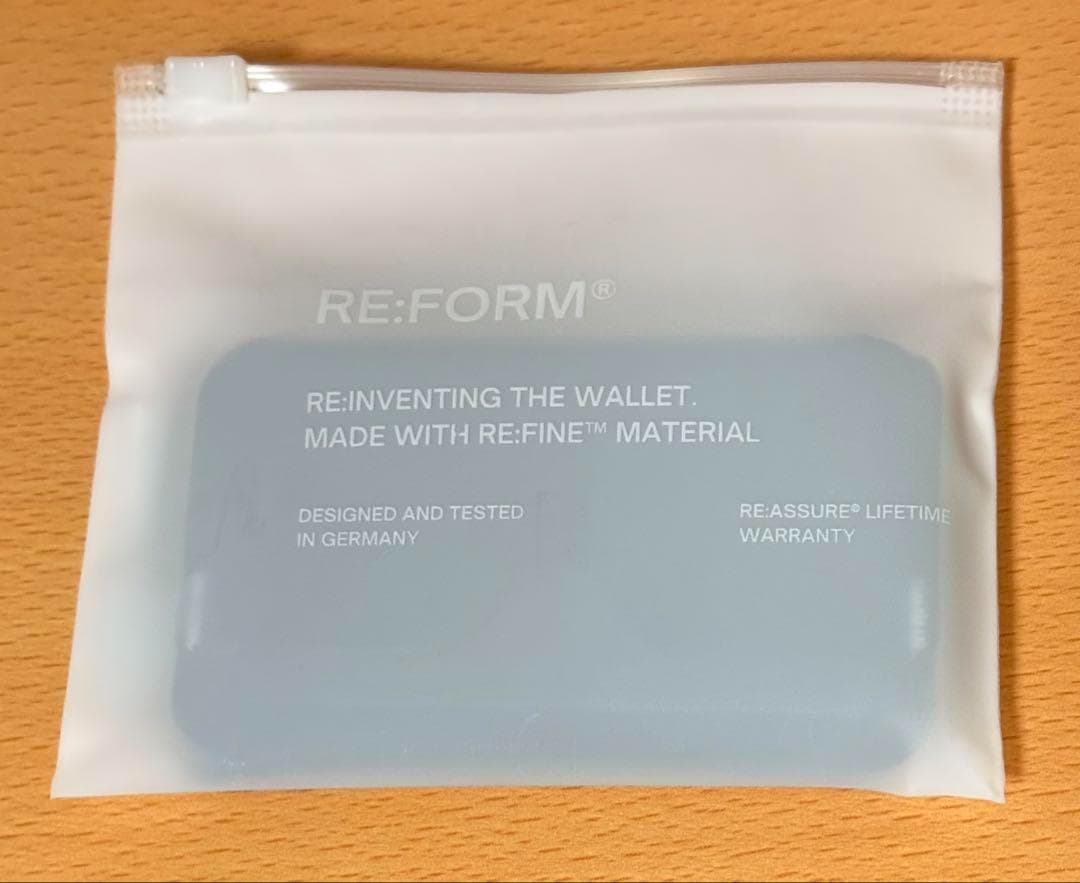 RE:FORM®
RE:INVENTING THE WALLET.
MADE WITH RE:FINE™ MATERIAL
DESIGNED AND TESTED
IN GERMANY
RE:ASSURE® LIFETIME
WARRANTY